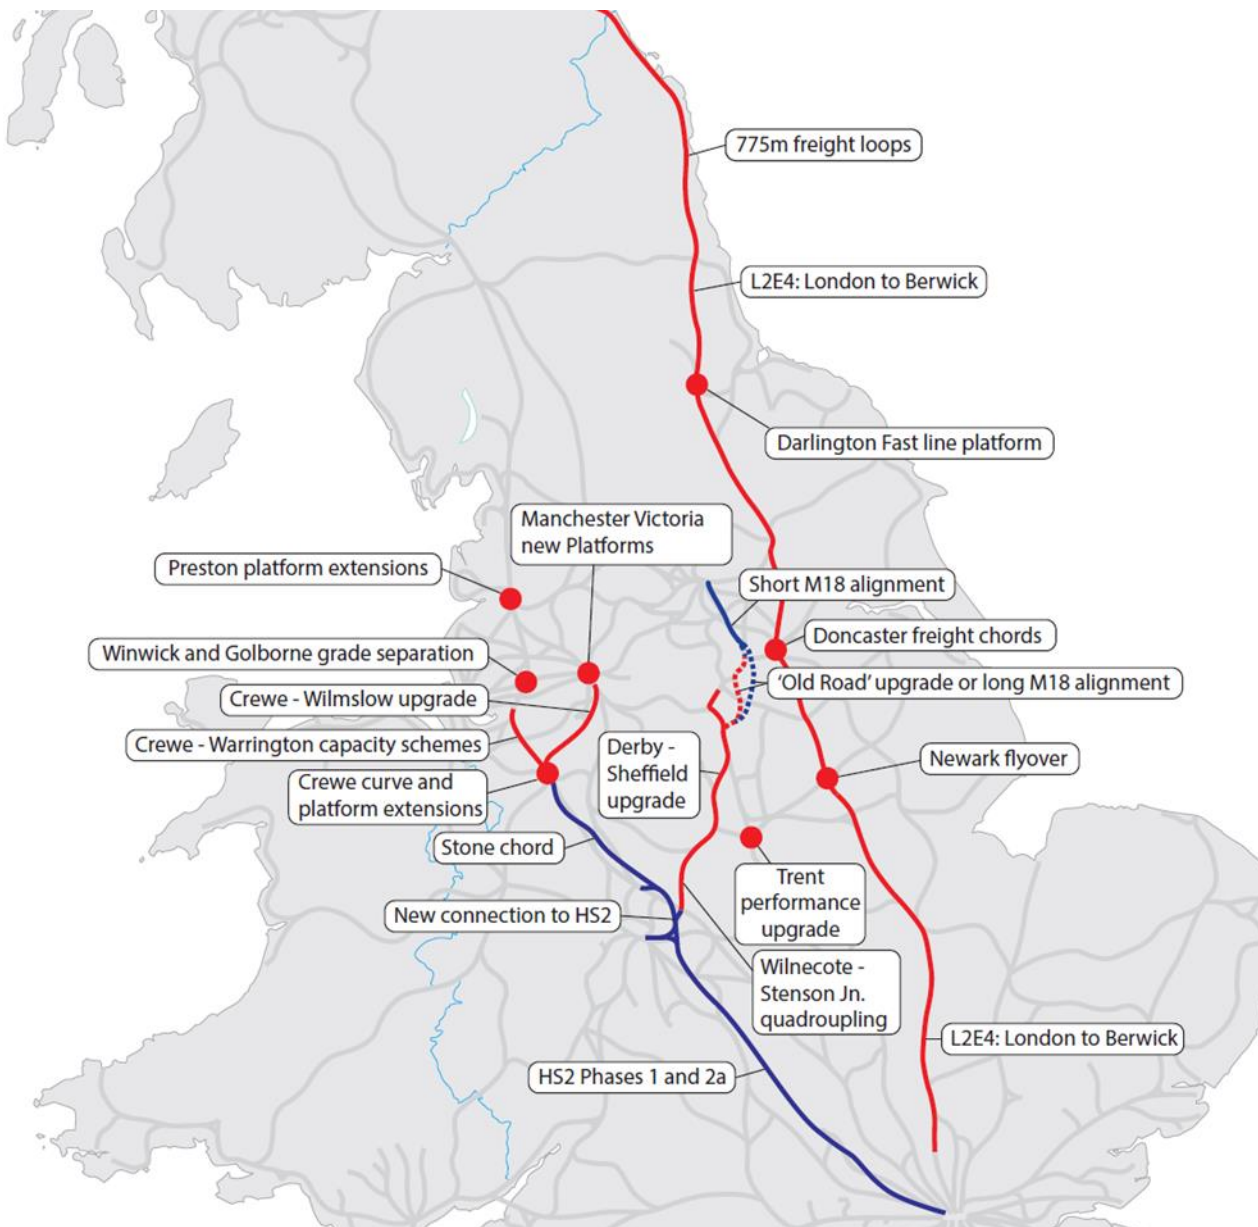 775m freight loops
L2E4: London to Berwick
Darlington Fast line platform
Manchester Victoria
new Platforms
Preston platform extensions
Short M18 alignment
Doncaster freight chords
Winwick and Golborne grade separation
'Old Road' upgrade or long M18 alignment
Crewe - Wilmslow upgrade
Crewe - Warrington capacity schemes
Derby -
Sheffield
upgrade
Newark flyover
Crewe curve and
platform extensions
Stone chord
Trent
performance
upgrade
New connection to HS2
Wilnecote -
Stenson Jn.
quadroupling
L2E4: London to Berwick
HS2 Phases 1 and 2a